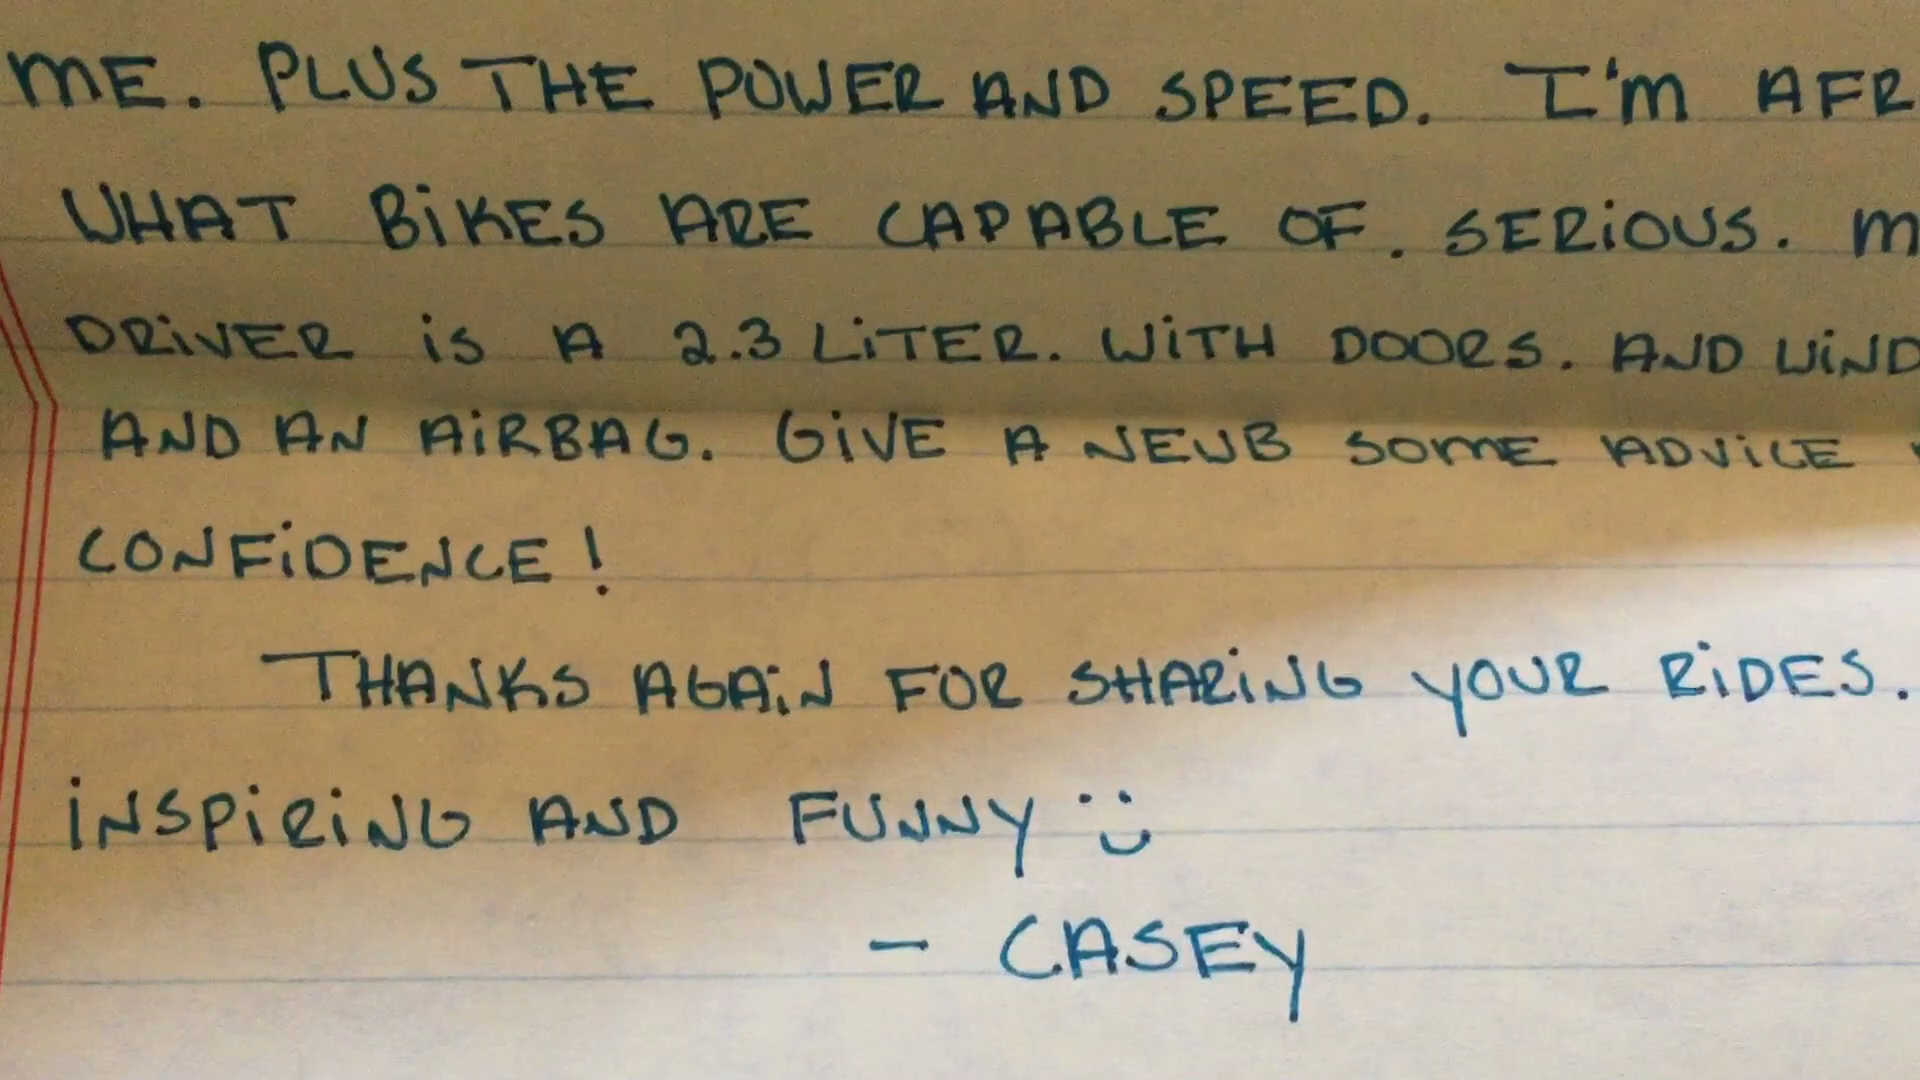 ME. PLUS THE POWER AND SPEED. I'M AFR
WHAT BIKES ARE CAPABLE OF. SERIOUS. M
DRIVER IS A 2.3 LITER. WITH DOORS. AND WIND
AND AN AIRBAG. GIVE A NEWB SOME ADVICE
CONFIDENCE!
THANKS AGAIN FOR SHARING YOUR RIDES.
INSPIRING AND FUNNY :)
- CASEY